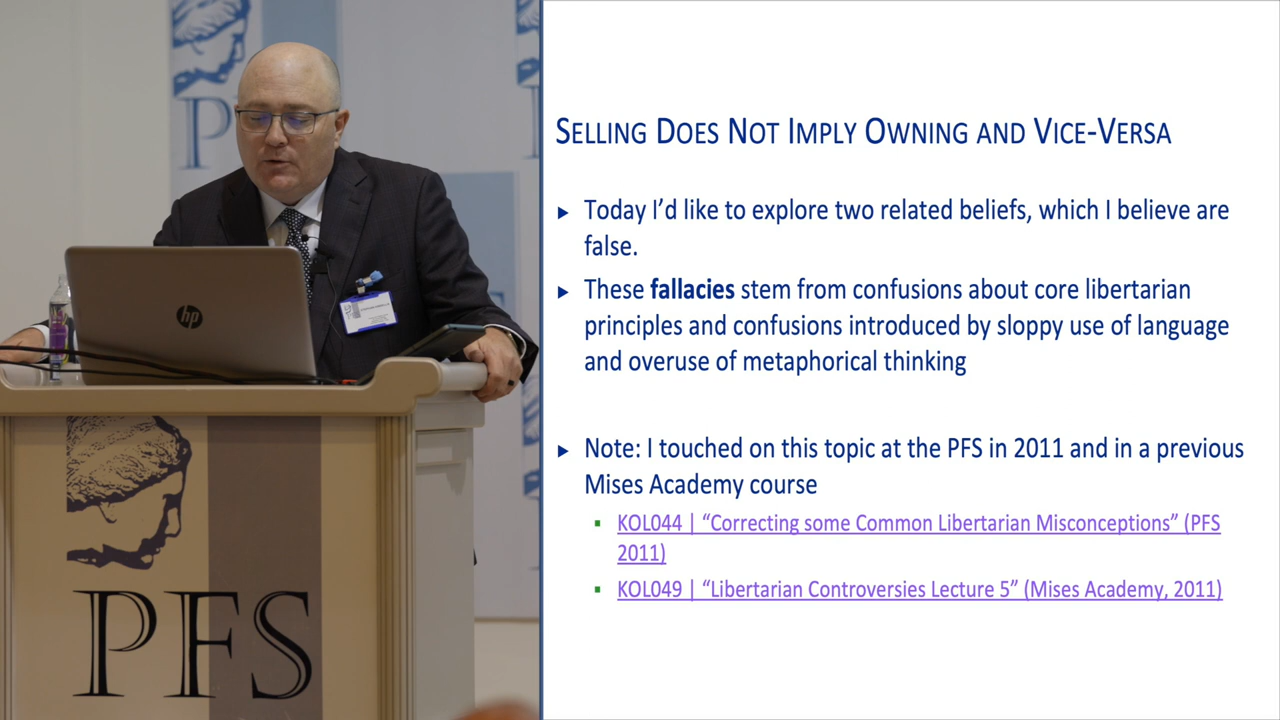 P
PFS
hp
SELLING DOES NOT IMPLY OWNING AND VICE-VERSA
Today I’d like to explore two related beliefs, which I believe are
false.
These fallacies stem from confusions about core libertarian
principles and confusions introduced by sloppy use of language
and overuse of metaphorical thinking
Note: I touched on this topic at the PFS in 2011 and in a previous
Mises Academy course
KOL044 | “Correcting some Common Libertarian Misconceptions” (PFS
2011)
KOL049 | “Libertarian Controversies Lecture 5” (Mises Academy, 2011)